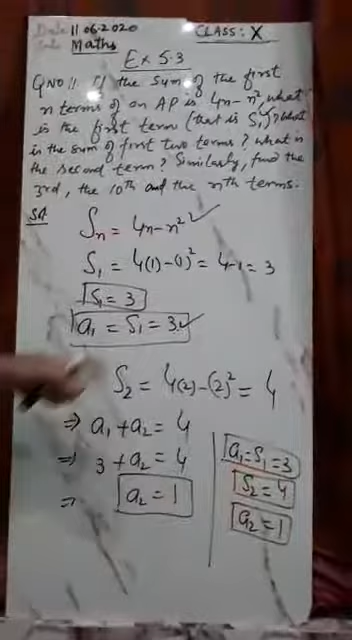 Date 11.06.2020
CLASS: X
Sub: Maths
Ex 5.3
QNO 11 If the sum of the first
n terms of an AP is 4n-n², what
is the first term (that is S₁)? what
is the sum of first two terms? what is
the second term? Similarly, find the
3rd, the 10th and the nth terms.
Sol
Sₙ = 4n-n² ✓
S₁ = 4(1)-(1)² = 4-1 = 3
S₁ = 3
a₁ = S₁ = 3 ✓
S₂ = 4(2)-(2)² = 4
⇒ a₁ + a₂ = 4
⇒ 3 + a₂ = 4
⇒ a₂ = 1
a₁ = S₁ = 3
S₂ = 4
a₂ = 1